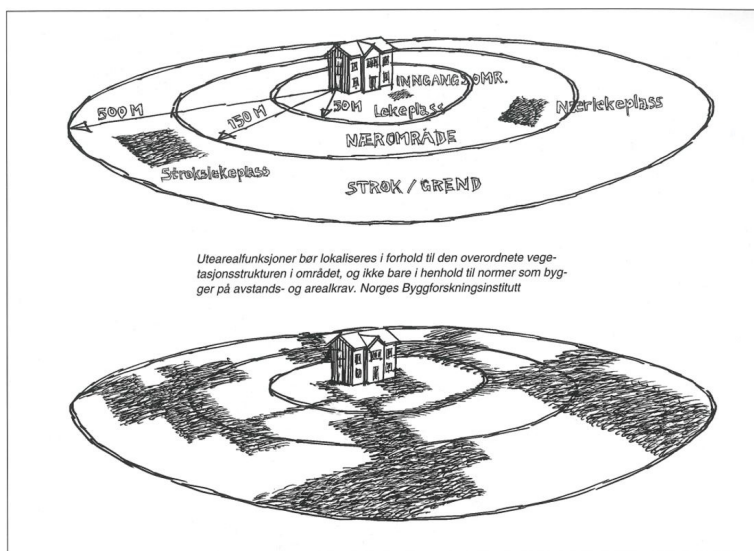 INNGANGSOMR.
500 M
150 M
50 M
Lekeplass
Nærlekeplass
NÆROMRÅDE
Strøkslekeplass
STRØK / GREND
Utearealfunksjoner bør lokaliseres i forhold til den overordnete vege-
tasjonsstrukturen i området, og ikke bare i henhold til normer som byg-
ger på avstands- og arealkrav. Norges Byggforskningsinstitutt